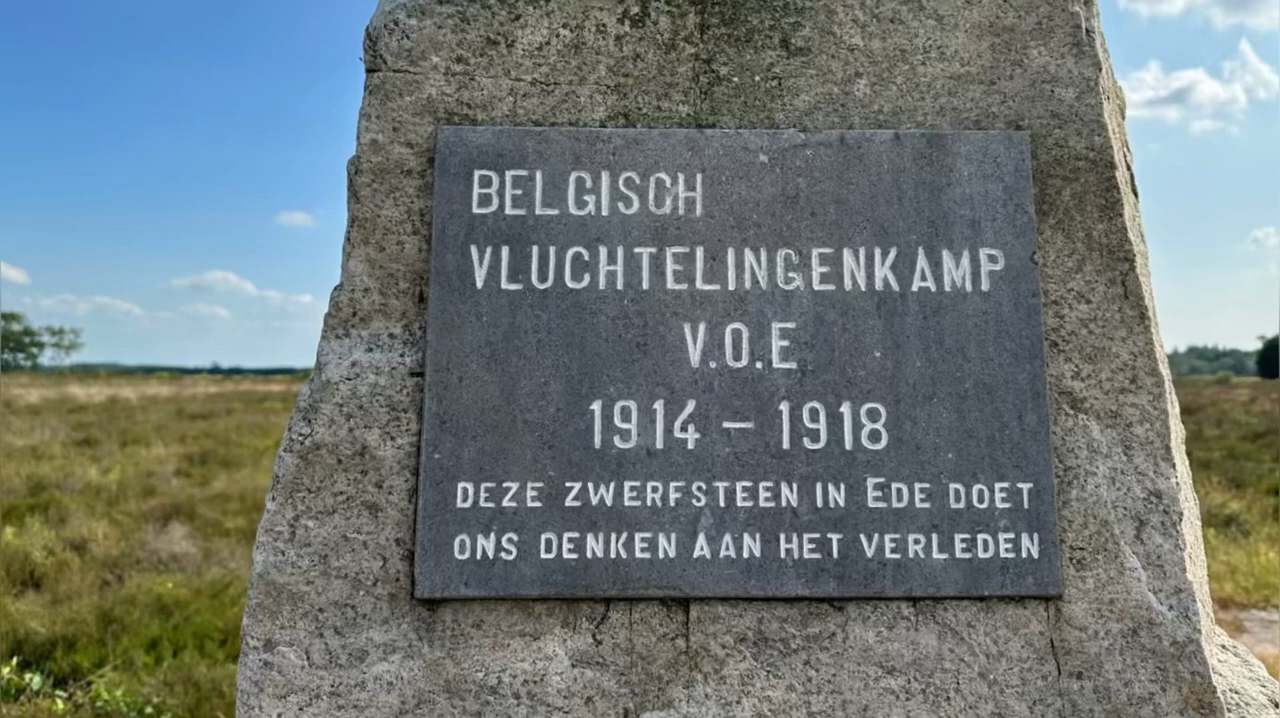 BELGISCH
VLUCHTELINGENKAMP
V.O.E
1914 – 1918
DEZE ZWERFSTEEN IN EDE DOET
ONS DENKEN AAN HET VERLEDEN